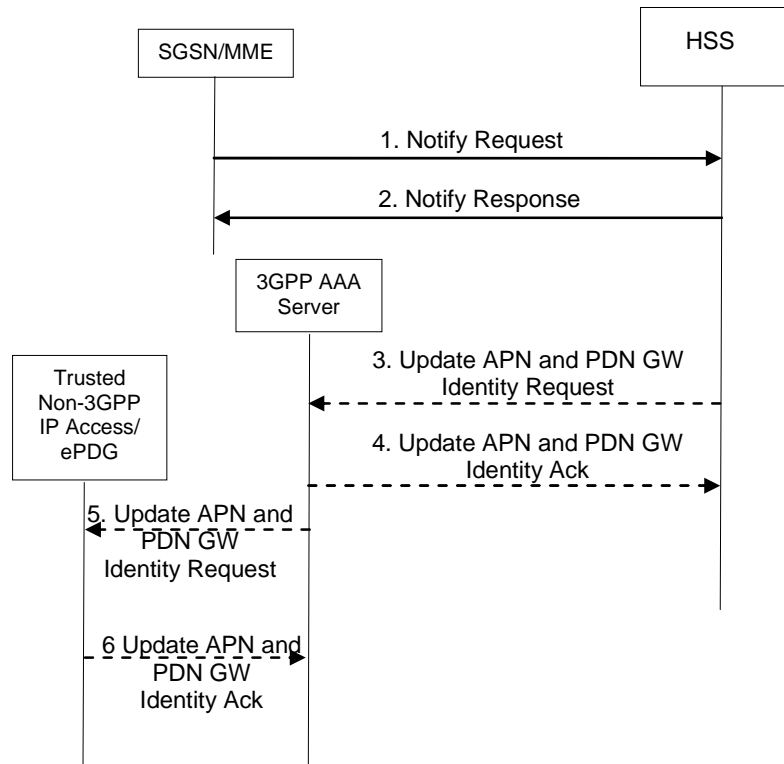 SGSN/MME
HSS
1. Notify Request
2. Notify Response
3GPP AAA
Server
3. Update APN and PDN GW
Identity Request
Trusted
Non-3GPP
IP Access/
ePDG
4. Update APN and PDN GW
Identity Ack
5. Update APN and
PDN GW
Identity Request
6 Update APN and
PDN GW
Identity Ack